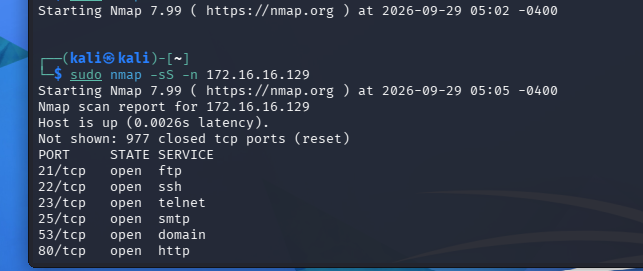 Starting Nmap 7.99 ( https://nmap.org ) at 2026-09-29 05:02 -0400
┌──(kali㉿kali)-[~]
└─$ sudo nmap -sS -n 172.16.16.129
Starting Nmap 7.99 ( https://nmap.org ) at 2026-09-29 05:05 -0400
Nmap scan report for 172.16.16.129
Host is up (0.0026s latency).
Not shown: 977 closed tcp ports (reset)
PORT     STATE SERVICE
21/tcp   open  ftp
22/tcp   open  ssh
23/tcp   open  telnet
25/tcp   open  smtp
53/tcp   open  domain
80/tcp   open  http